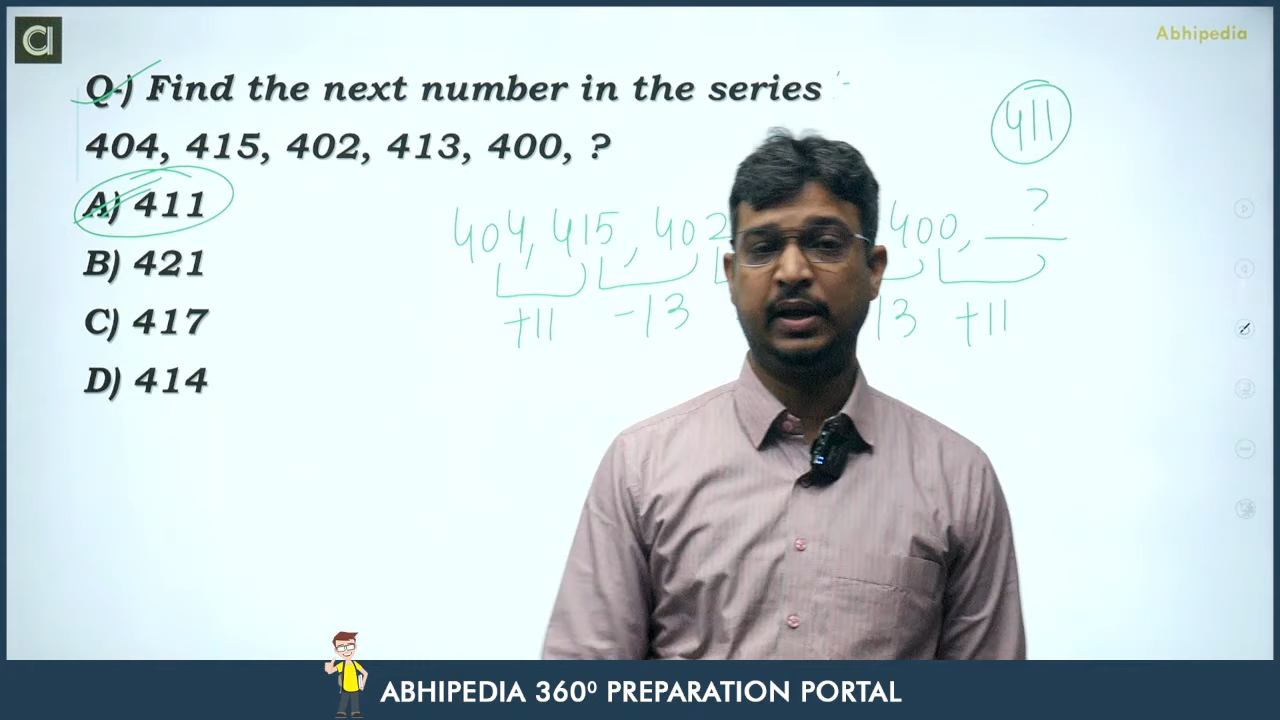 Abhipedia
Q-) Find the next number in the series
404, 415, 402, 413, 400, ?
A) 411
B) 421
C) 417
D) 414
411
404, 415, 402 400, ?
+11 -13 13 +11
ABHIPEDIA 360⁰ PREPARATION PORTAL